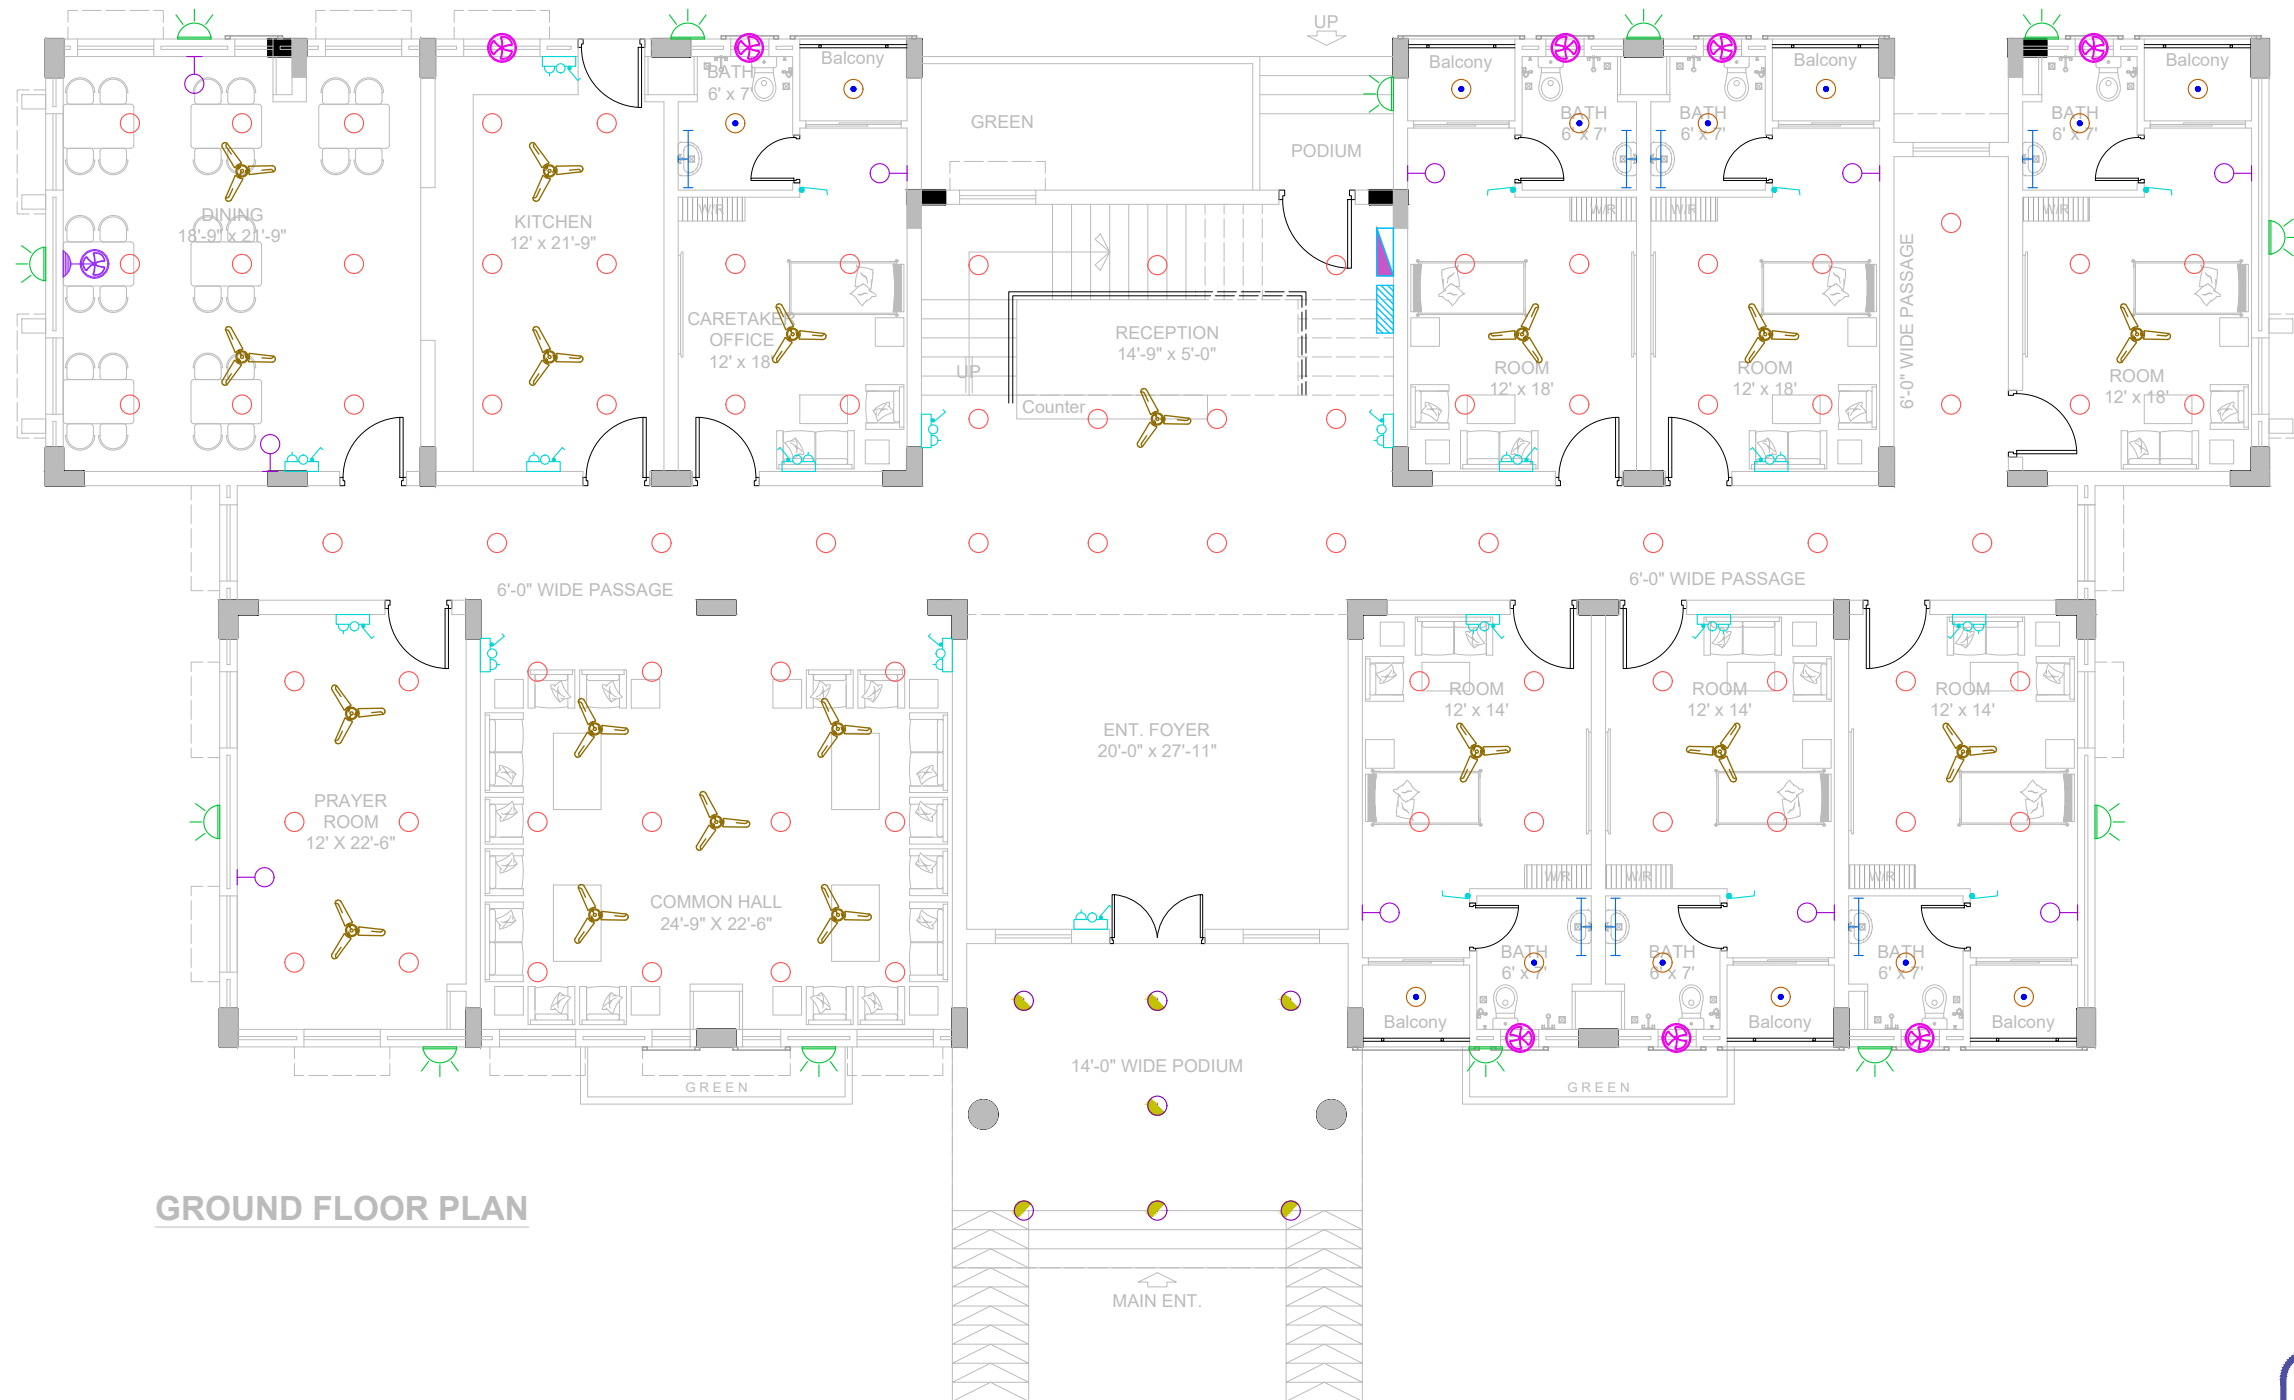 UP
Balcony
BATH
6' x 7'
Balcony
BATH
6' x 7'
BATH
6' x 7'
Balcony
BATH
6' x 7'
Balcony
GREEN
PODIUM
DINING
18'-9" x 21'-9"
KITCHEN
12' x 21'-9"
W/R
W/R
W/R
W/R
6'-0" WIDE PASSAGE
CARETAKER
OFFICE
12' x 18'
RECEPTION
14'-9" x 5'-0"
UP
Counter
ROOM
12' x 18'
ROOM
12' x 18'
ROOM
12' x 18'
6'-0" WIDE PASSAGE
6'-0" WIDE PASSAGE
ROOM
12' x 14'
ROOM
12' x 14'
ROOM
12' x 14'
ENT. FOYER
20'-0" x 27'-11"
PRAYER
ROOM
12' X 22'-6"
COMMON HALL
24'-9" X 22'-6"
W/R
W/R
W/R
BATH
6' x 7'
BATH
6' x 7'
BATH
6' x 7'
Balcony
Balcony
Balcony
14'-0" WIDE PODIUM
GREEN
GREEN
GROUND FLOOR PLAN
MAIN ENT.